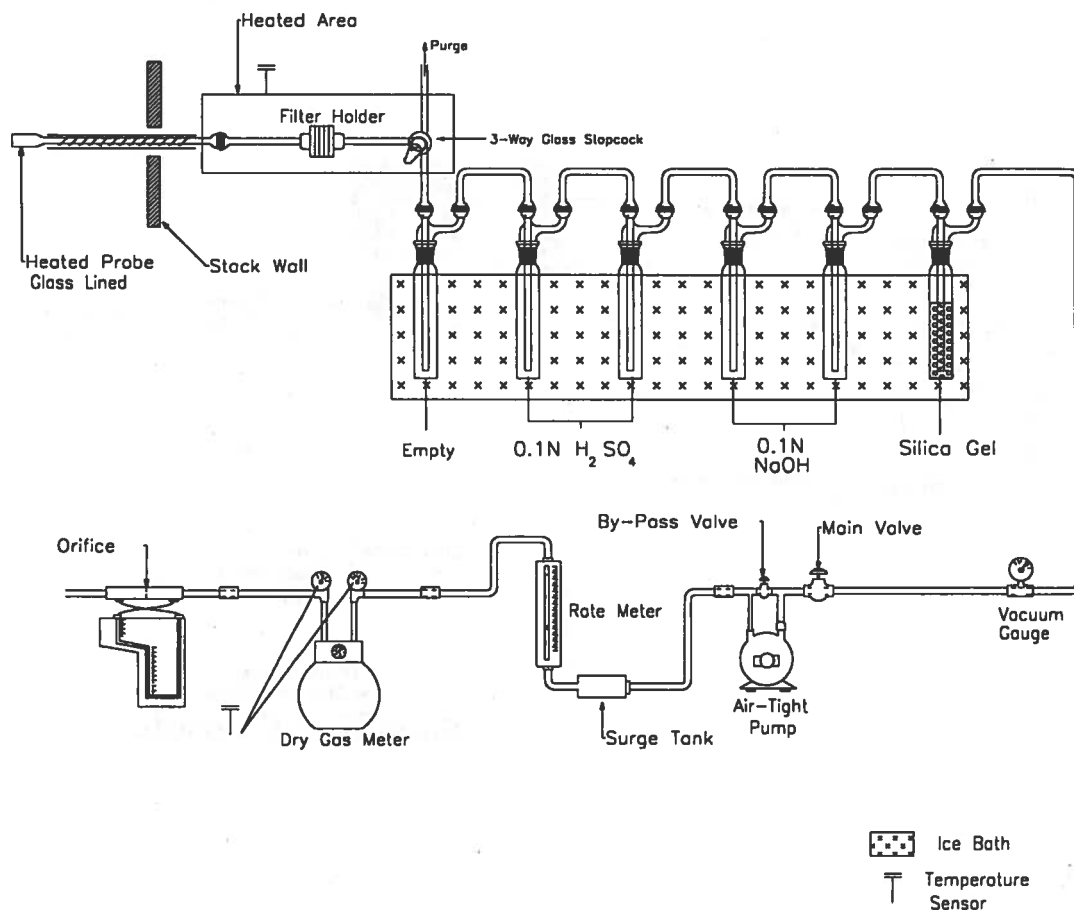 Heated Area
Purge
Filter Holder
3-Way Glass Slopcock
Heated Probe
Glass Lined
Stack Wall
Empty
0.1N H₂SO₄
0.1N
NaOH
Silica Gel
By-Pass Valve
Main Valve
Orifice
Rate Meter
Vacuum
Gauge
Air-Tight
Pump
Dry Gas Meter
Surge Tank
Ice Bath
Temperature
Sensor